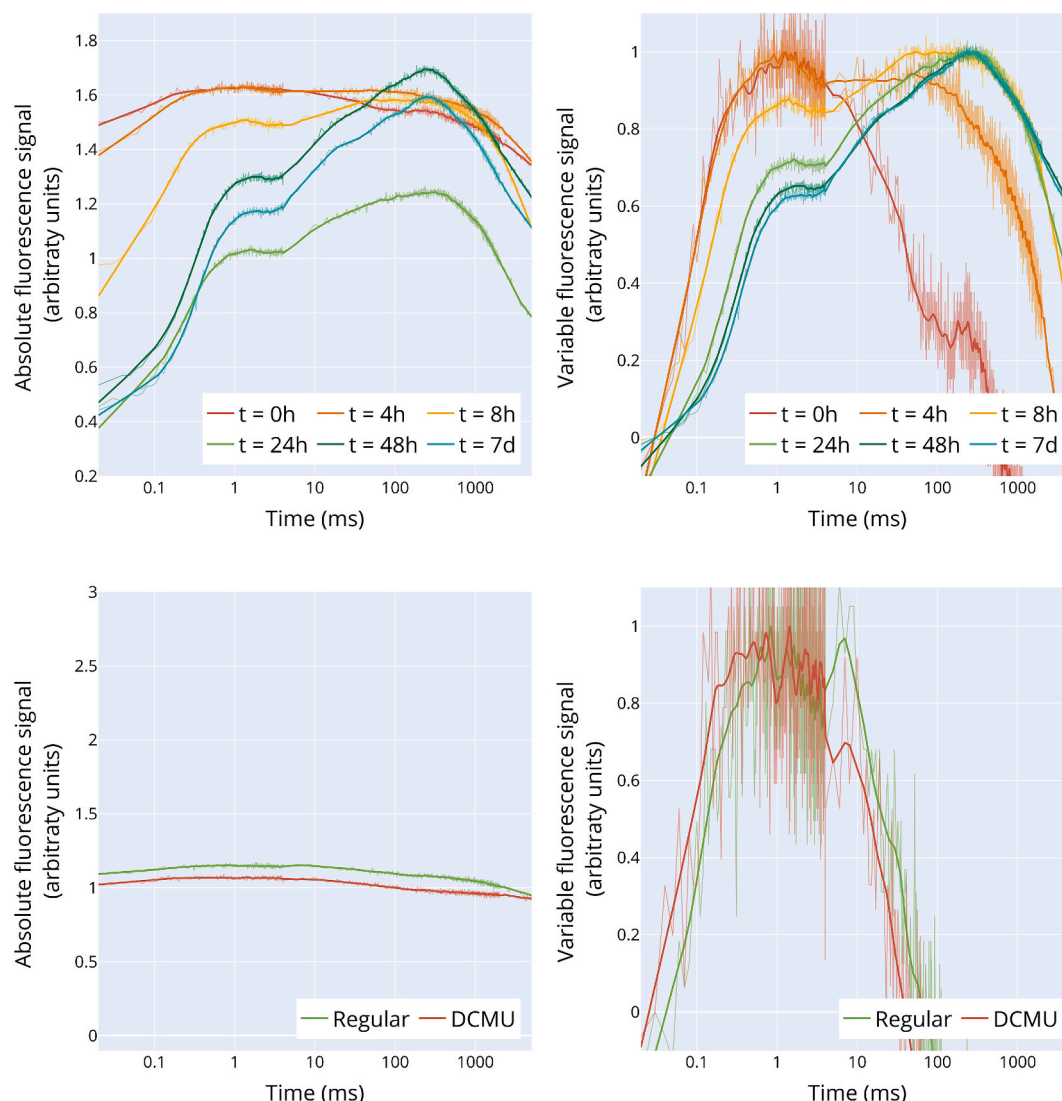 Absolute fluorescence signal
(arbitraty units)
1.8
1.6
1.4
1.2
1
0.8
0.6
0.4
0.2
0.1
1
10
100
1000
Time (ms)
t = 0h
t = 4h
t = 8h
t = 24h
t = 48h
t = 7d
Variable fluorescence signal
(arbitraty units)
1
0.8
0.6
0.4
0.2
0
0.1
1
10
100
1000
Time (ms)
t = 0h
t = 4h
t = 8h
t = 24h
t = 48h
t = 7d
Absolute fluorescence signal
(arbitraty units)
3
2.5
2
1.5
1
0.5
0
0.1
1
10
100
1000
Time (ms)
Regular
DCMU
Variable fluorescence signal
(arbitraty units)
1
0.8
0.6
0.4
0.2
0
0.1
1
10
100
1000
Time (ms)
Regular
DCMU